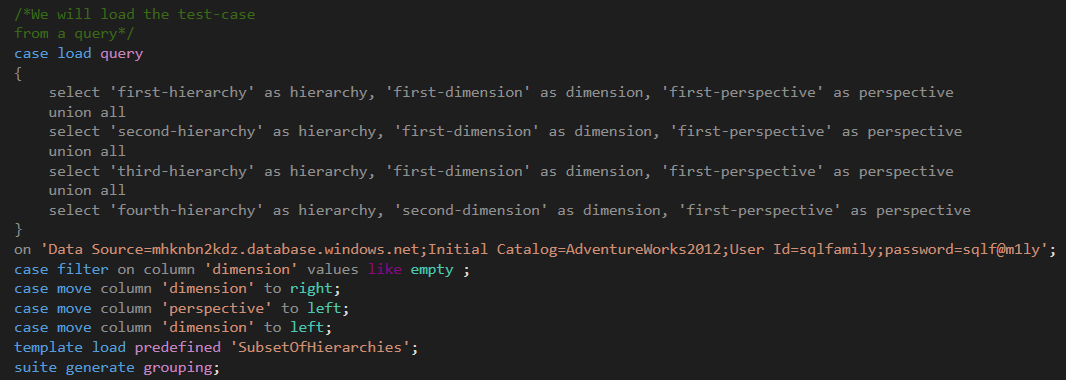 /*We will load the test-case
from a query*/
case load query
{
    select 'first-hierarchy' as hierarchy, 'first-dimension' as dimension, 'first-perspective' as perspective
    union all
    select 'second-hierarchy' as hierarchy, 'first-dimension' as dimension, 'first-perspective' as perspective
    union all
    select 'third-hierarchy' as hierarchy, 'first-dimension' as dimension, 'first-perspective' as perspective
    union all
    select 'fourth-hierarchy' as hierarchy, 'second-dimension' as dimension, 'first-perspective' as perspective
}
on 'Data Source=mhknbn2kdz.database.windows.net;Initial Catalog=AdventureWorks2012;User Id=sqlfamily;password=sqlf@m1ly';
case filter on column 'dimension' values like empty ;
case move column 'dimension' to right;
case move column 'perspective' to left;
case move column 'dimension' to left;
template load predefined 'SubsetOfHierarchies';
suite generate grouping;